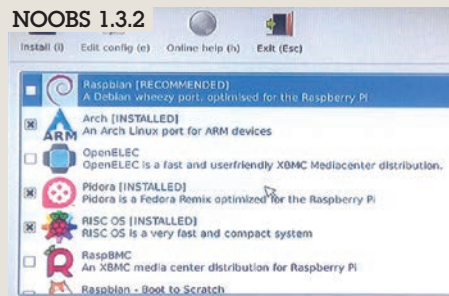 NOOBS 1.3.2
Install (i) Edit config (e) Online help (h) Exit (Esc)
Raspbian [RECOMMENDED]
A Debian wheezy port, optimised for the Raspberry Pi
Arch [INSTALLED]
An Arch Linux port for ARM devices
ARM
OpenELEC
OpenELEC is a fast and userfriendly XBMC Mediacenter distribution.
Pidora [INSTALLED]
Pidora is a Fedora Remix optimized for the Raspberry Pi
RISC OS [INSTALLED]
RISC OS is a very fast and compact system
RaspBMC
An XBMC media center distribution for Raspberry Pi
Raspbian - Boot to Scratch